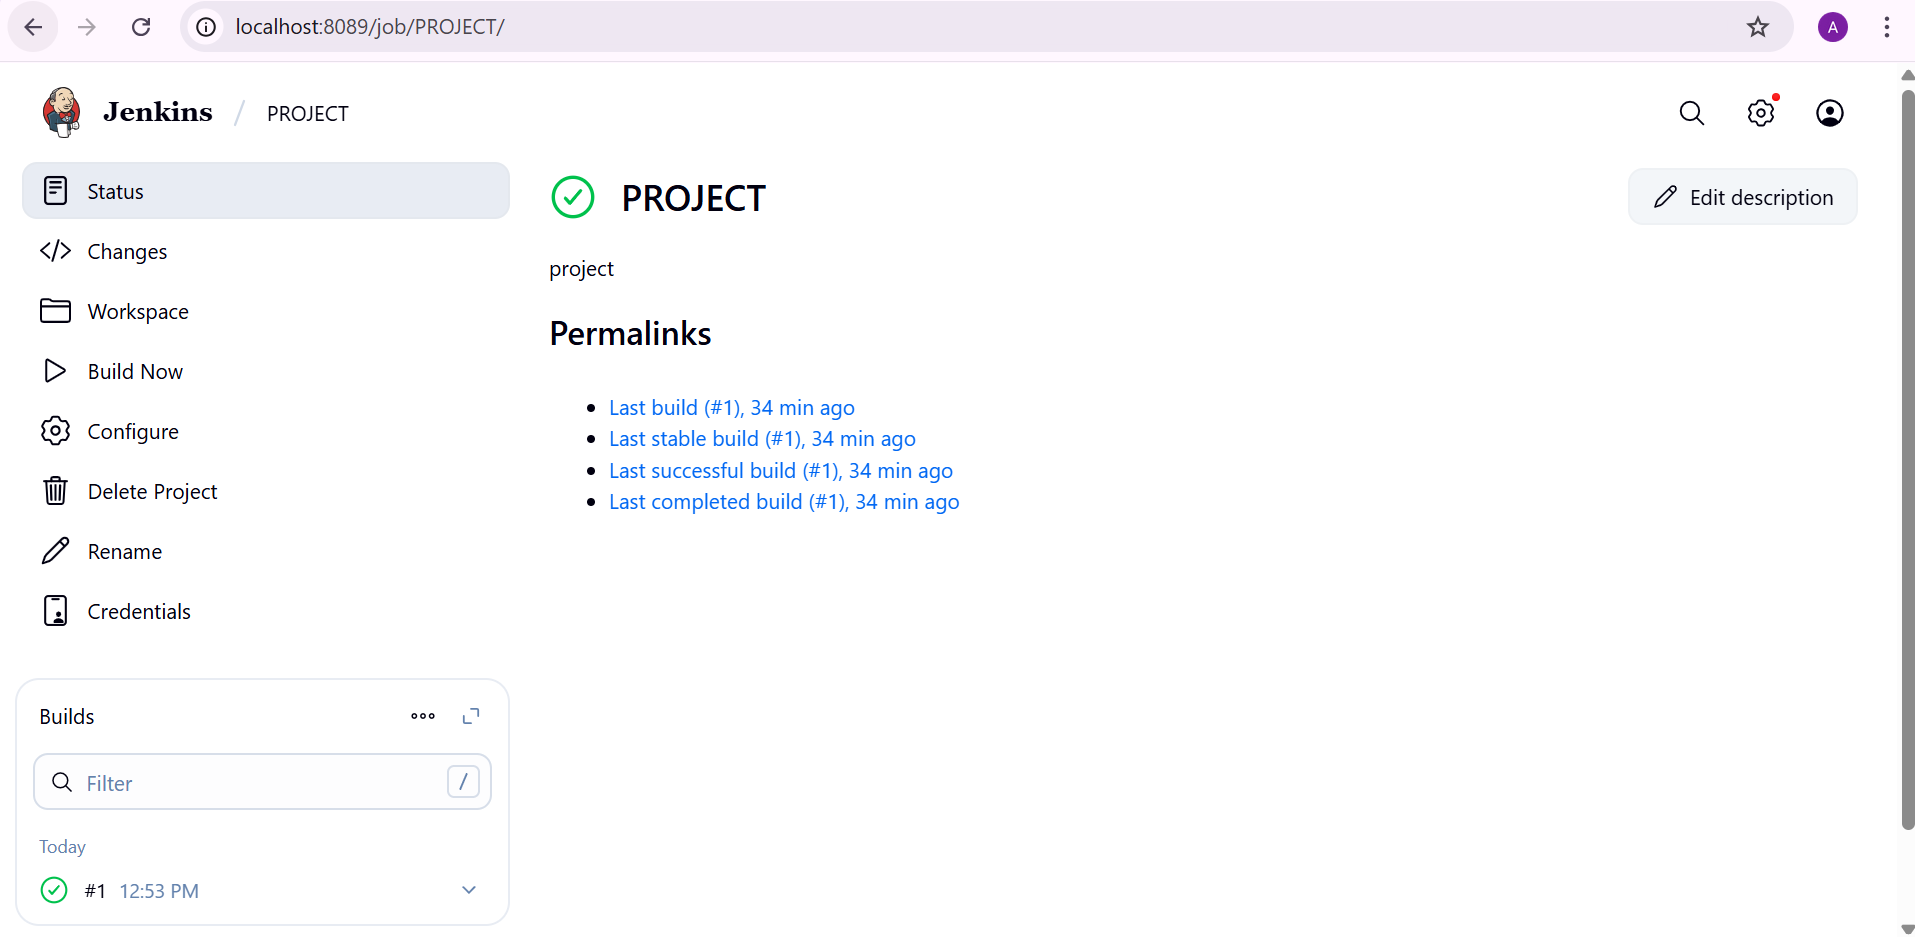 localhost:8089/job/PROJECT/
A
Jenkins / PROJECT
Status
Changes
Workspace
Build Now
Configure
Delete Project
Rename
Credentials
Builds
Filter /
Today
#1 12:53 PM
PROJECT
Edit description
project
Permalinks
Last build (#1), 34 min ago
Last stable build (#1), 34 min ago
Last successful build (#1), 34 min ago
Last completed build (#1), 34 min ago